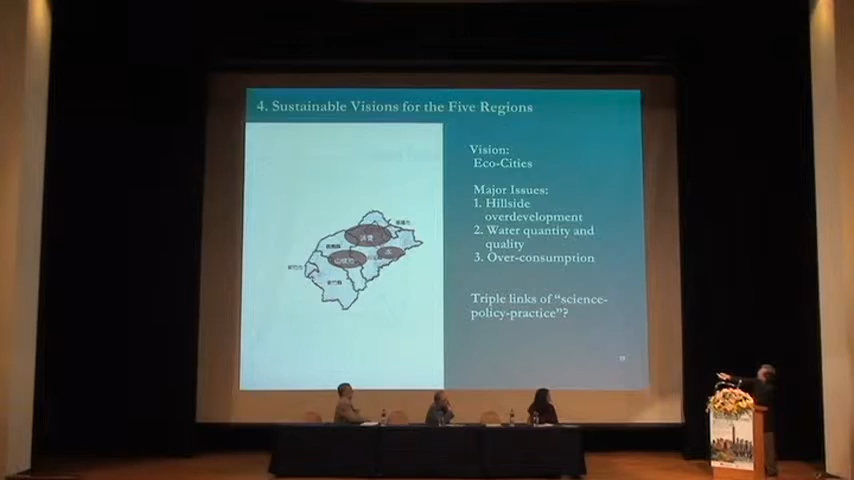 4. Sustainable Visions for the Five Regions
Vision:
Eco-Cities
Major Issues:
1. Hillside
overdevelopment
2. Water quantity and
quality
3. Over-consumption
Triple links of “science-
policy-practice”?